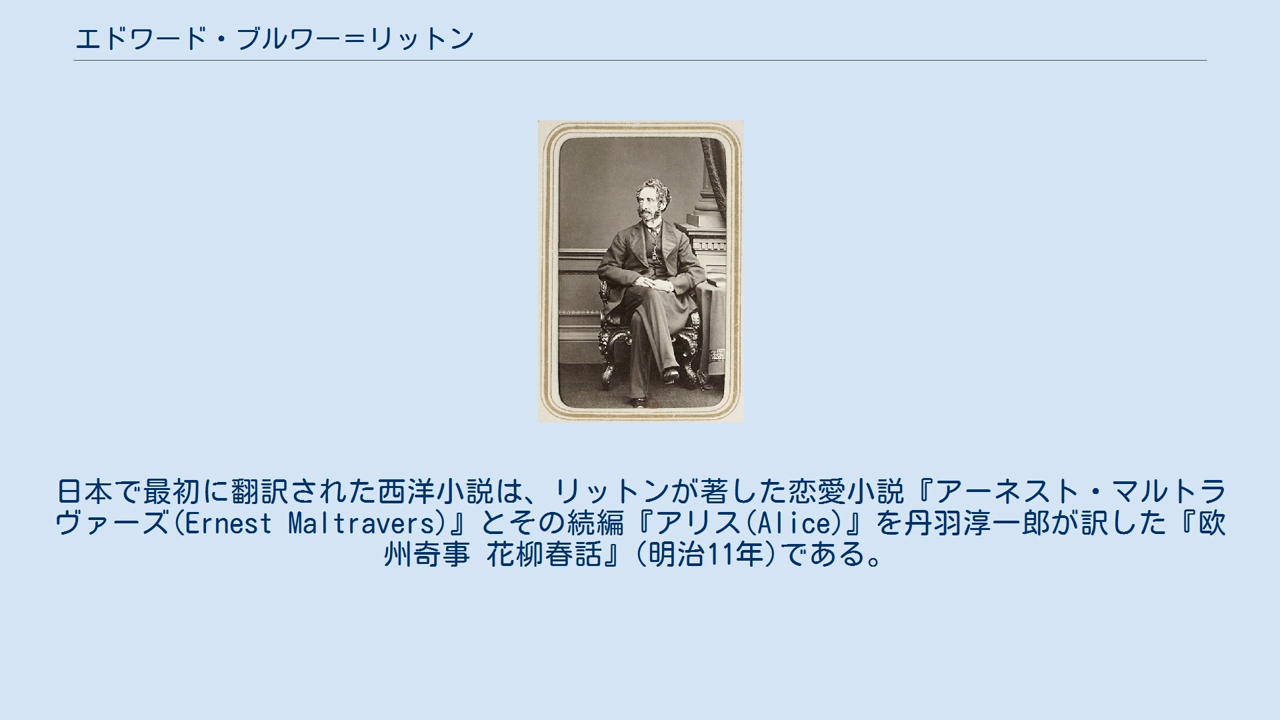 エドワード・ブルワー＝リットン
日本で最初に翻訳された西洋小説は、リットンが著した恋愛小説『アーネスト・マルトラ
ヴァーズ(Ernest Maltravers)』とその続編『アリス(Alice)』を丹羽淳一郎が訳した『欧
州奇事 花柳春話』(明治11年)である。